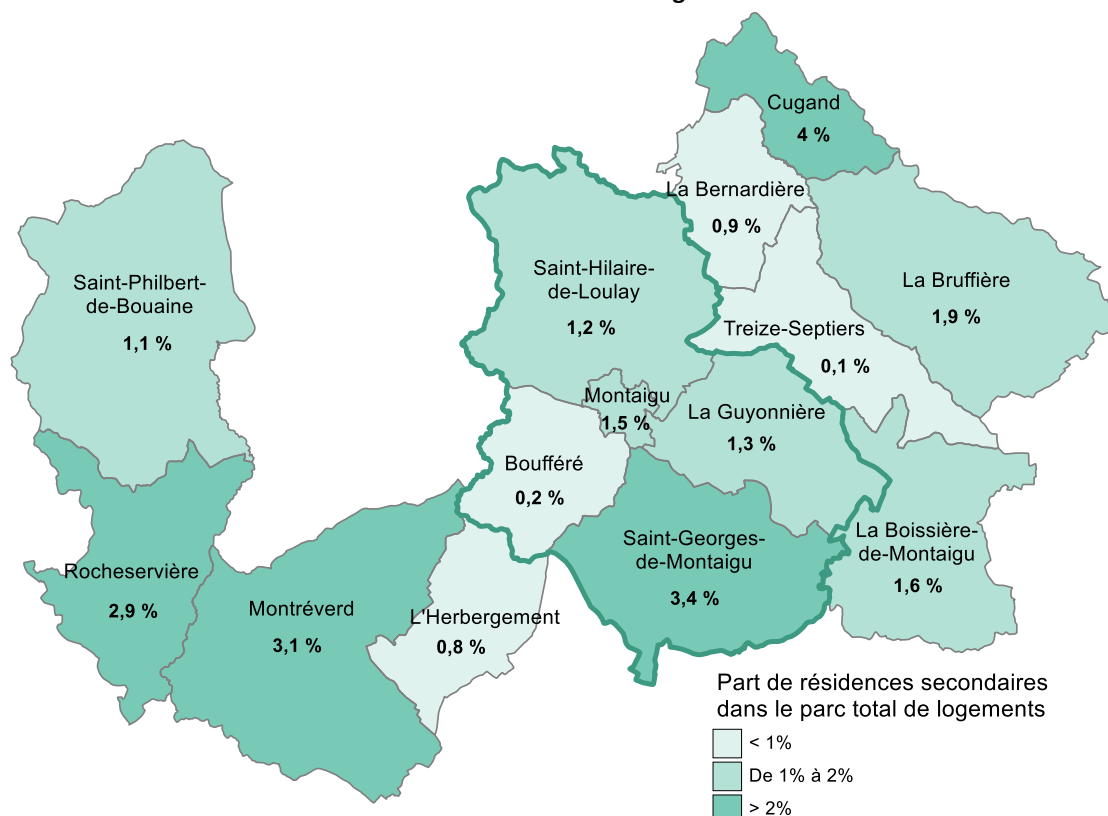 Cugand
4 %
La Bernardière
0,9 %
Saint-Philbert-
de-Bouaine
1,1 %
Saint-Hilaire-
de-Loulay
1,2 %
La Bruffière
1,9 %
Treize-Septiers
0,1 %
Montaigu
1,5 %
La Guyonnière
1,3 %
Boufféré
0,2 %
Saint-Georges-
de-Montaigu
3,4 %
La Boissière-
de-Montaigu
1,6 %
Rocheservière
2,9 %
Montréverd
3,1 %
L'Herbergement
0,8 %
Part de résidences secondaires
dans le parc total de logements
< 1%
De 1% à 2%
> 2%